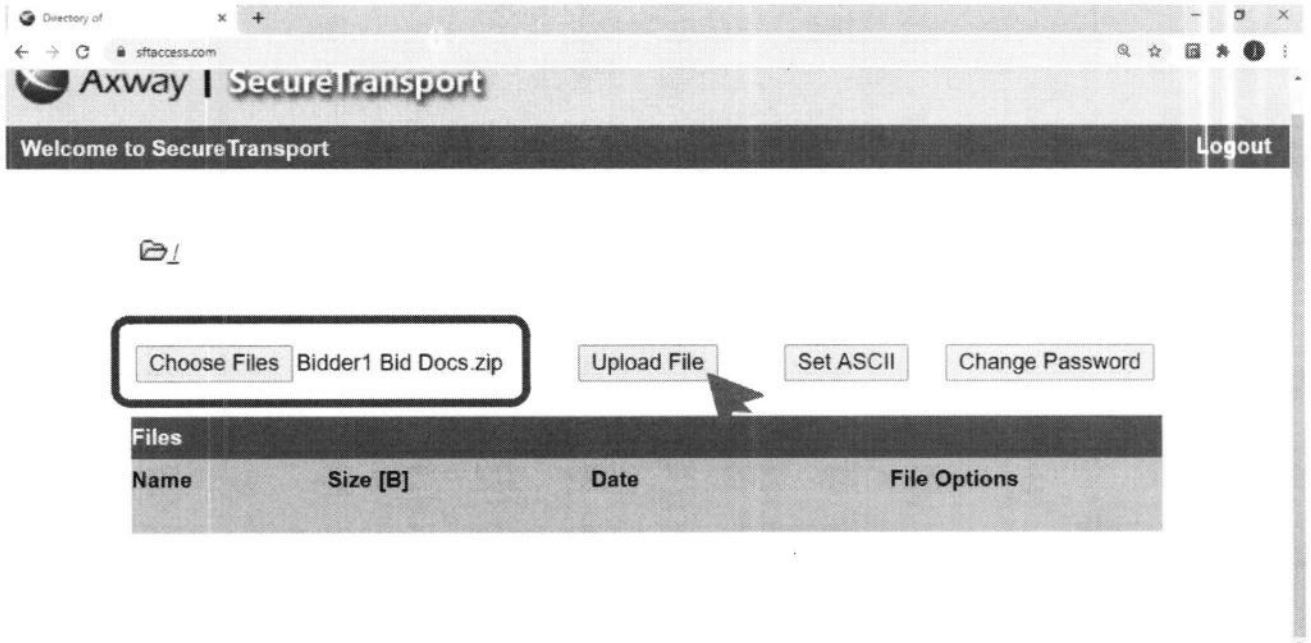 Directory of
sftaccess.com
Axway | SecureTransport
Welcome to SecureTransport Logout
/
Choose Files Bidder1 Bid Docs.zip Upload File Set ASCII Change Password
Files
Name Size [B] Date File Options